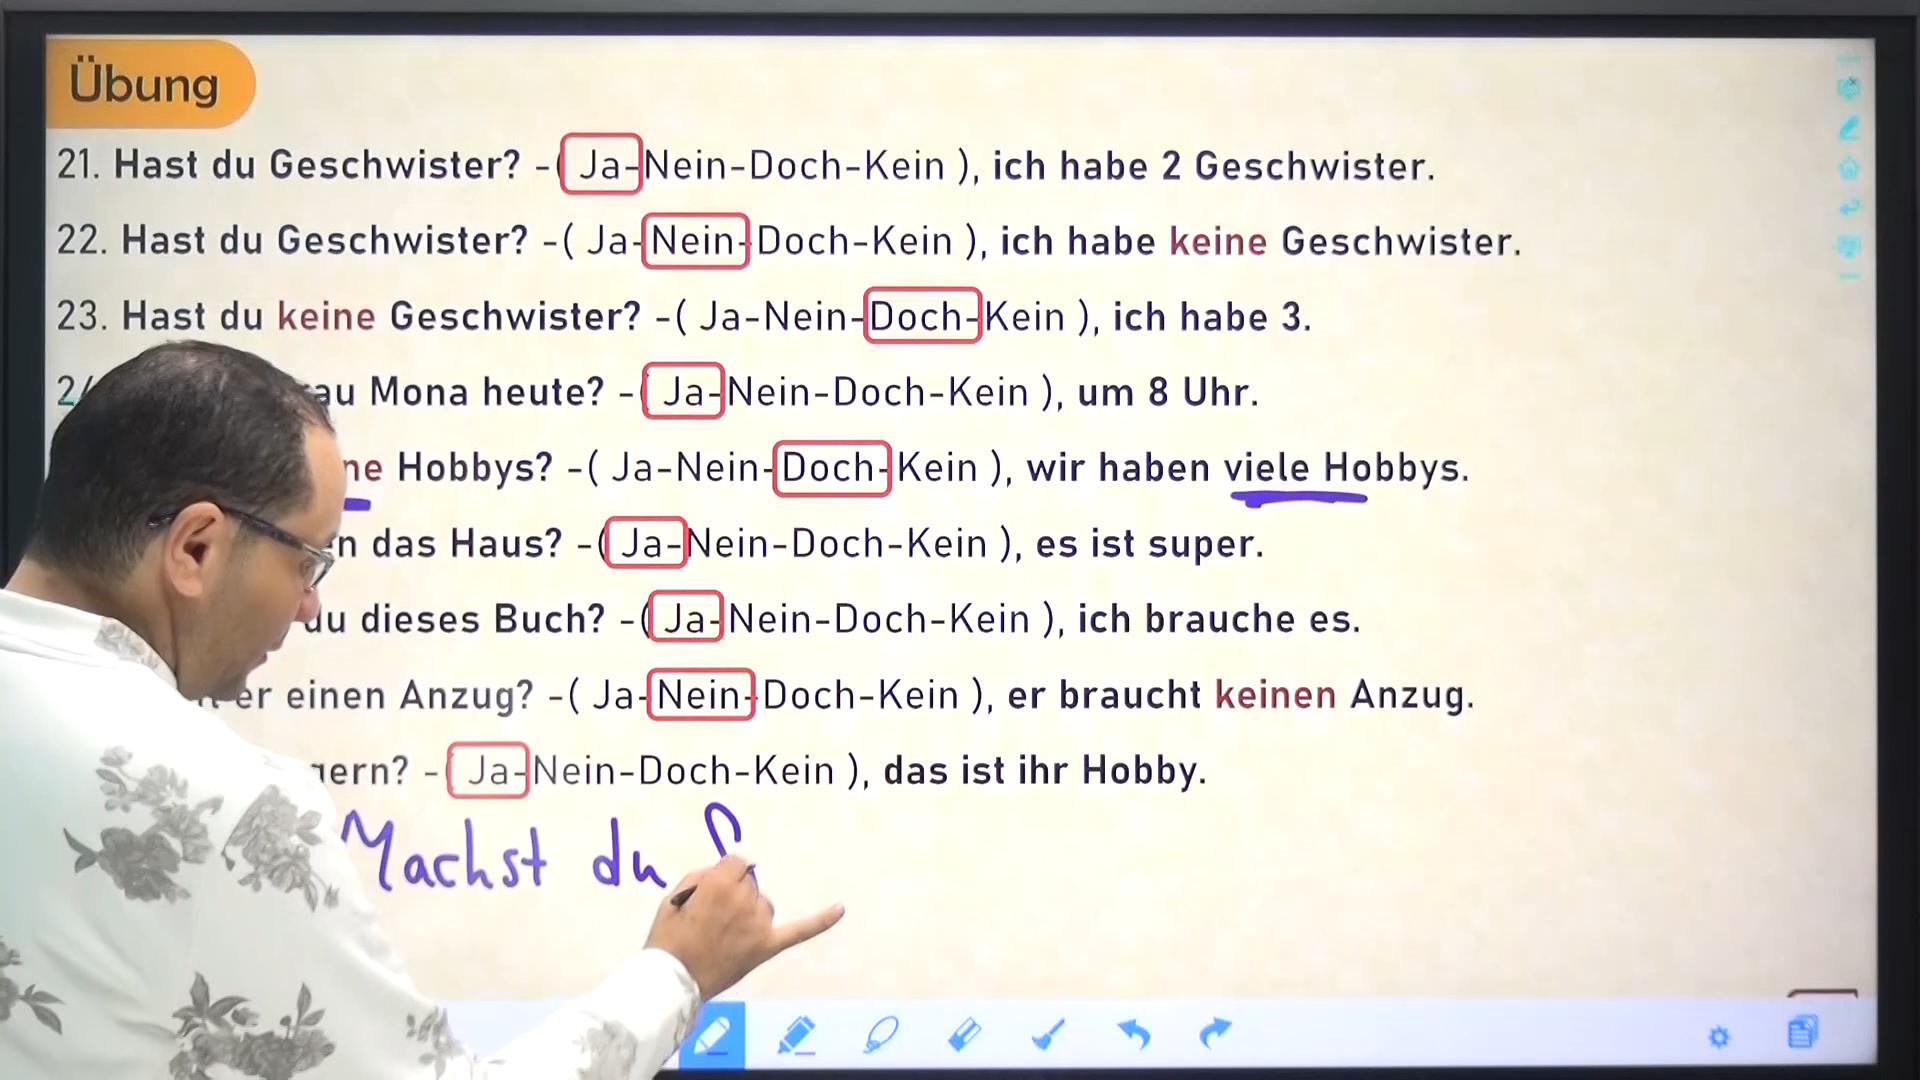 Übung
21. Hast du Geschwister? -( Ja-Nein-Doch-Kein ), ich habe 2 Geschwister.
22. Hast du Geschwister? -( Ja-Nein-Doch-Kein ), ich habe keine Geschwister.
23. Hast du keine Geschwister? -( Ja-Nein-Doch-Kein ), ich habe 3.
Mona heute? -( Ja-Nein-Doch-Kein ), um 8 Uhr.
Hobbys? -( Ja-Nein-Doch-Kein ), wir haben viele Hobbys.
das Haus? -( Ja-Nein-Doch-Kein ), es ist super.
du dieses Buch? -( Ja-Nein-Doch-Kein ), ich brauche es.
er einen Anzug? -( Ja-Nein-Doch-Kein ), er braucht keinen Anzug.
gern? -( Ja-Nein-Doch-Kein ), das ist ihr Hobby.
Machst du